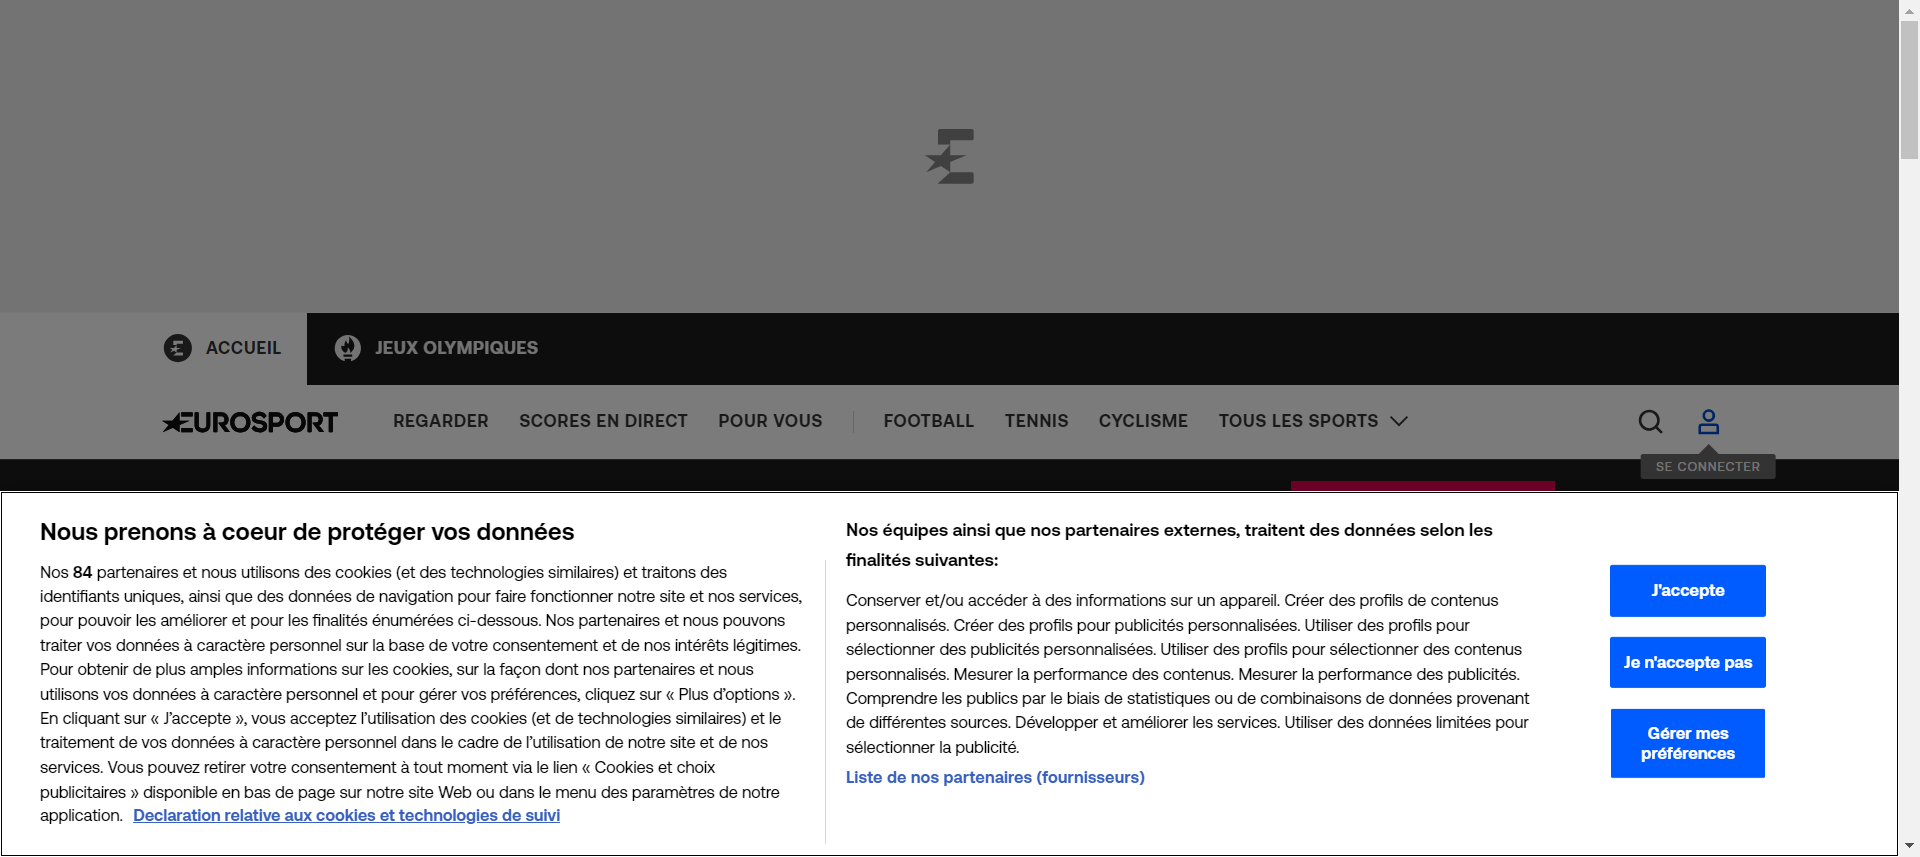 ACCUEIL
JEUX OLYMPIQUES
EUROSPORT
REGARDER
SCORES EN DIRECT
POUR VOUS
FOOTBALL
TENNIS
CYCLISME
TOUS LES SPORTS
SE CONNECTER
Nous prenons à coeur de protéger vos données
Nos 84 partenaires et nous utilisons des cookies (et des technologies similaires) et traitons des
identifiants uniques, ainsi que des données de navigation pour faire fonctionner notre site et nos services,
pour pouvoir les améliorer et pour les finalités énumérées ci-dessous. Nos partenaires et nous pouvons
traiter vos données à caractère personnel sur la base de votre consentement et de nos intérêts légitimes.
Pour obtenir de plus amples informations sur les cookies, sur la façon dont nos partenaires et nous
utilisons vos données à caractère personnel et pour gérer vos préférences, cliquez sur « Plus d’options ».
En cliquant sur « J’accepte », vous acceptez l’utilisation des cookies (et de technologies similaires) et le
traitement de vos données à caractère personnel dans le cadre de l’utilisation de notre site et de nos
services. Vous pouvez retirer votre consentement à tout moment via le lien « Cookies et choix
publicitaires » disponible en bas de page sur notre site Web ou dans le menu des paramètres de notre
application. Declaration relative aux cookies et technologies de suivi
Nos équipes ainsi que nos partenaires externes, traitent des données selon les
finalités suivantes:
Conserver et/ou accéder à des informations sur un appareil. Créer des profils de contenus
personnalisés. Créer des profils pour publicités personnalisées. Utiliser des profils pour
sélectionner des publicités personnalisées. Utiliser des profils pour sélectionner des contenus
personnalisés. Mesurer la performance des contenus. Mesurer la performance des publicités.
Comprendre les publics par le biais de statistiques ou de combinaisons de données provenant
de différentes sources. Développer et améliorer les services. Utiliser des données limitées pour
sélectionner la publicité.
Liste de nos partenaires (fournisseurs)
J'accepte
Je n'accepte pas
Gérer mes
préférences